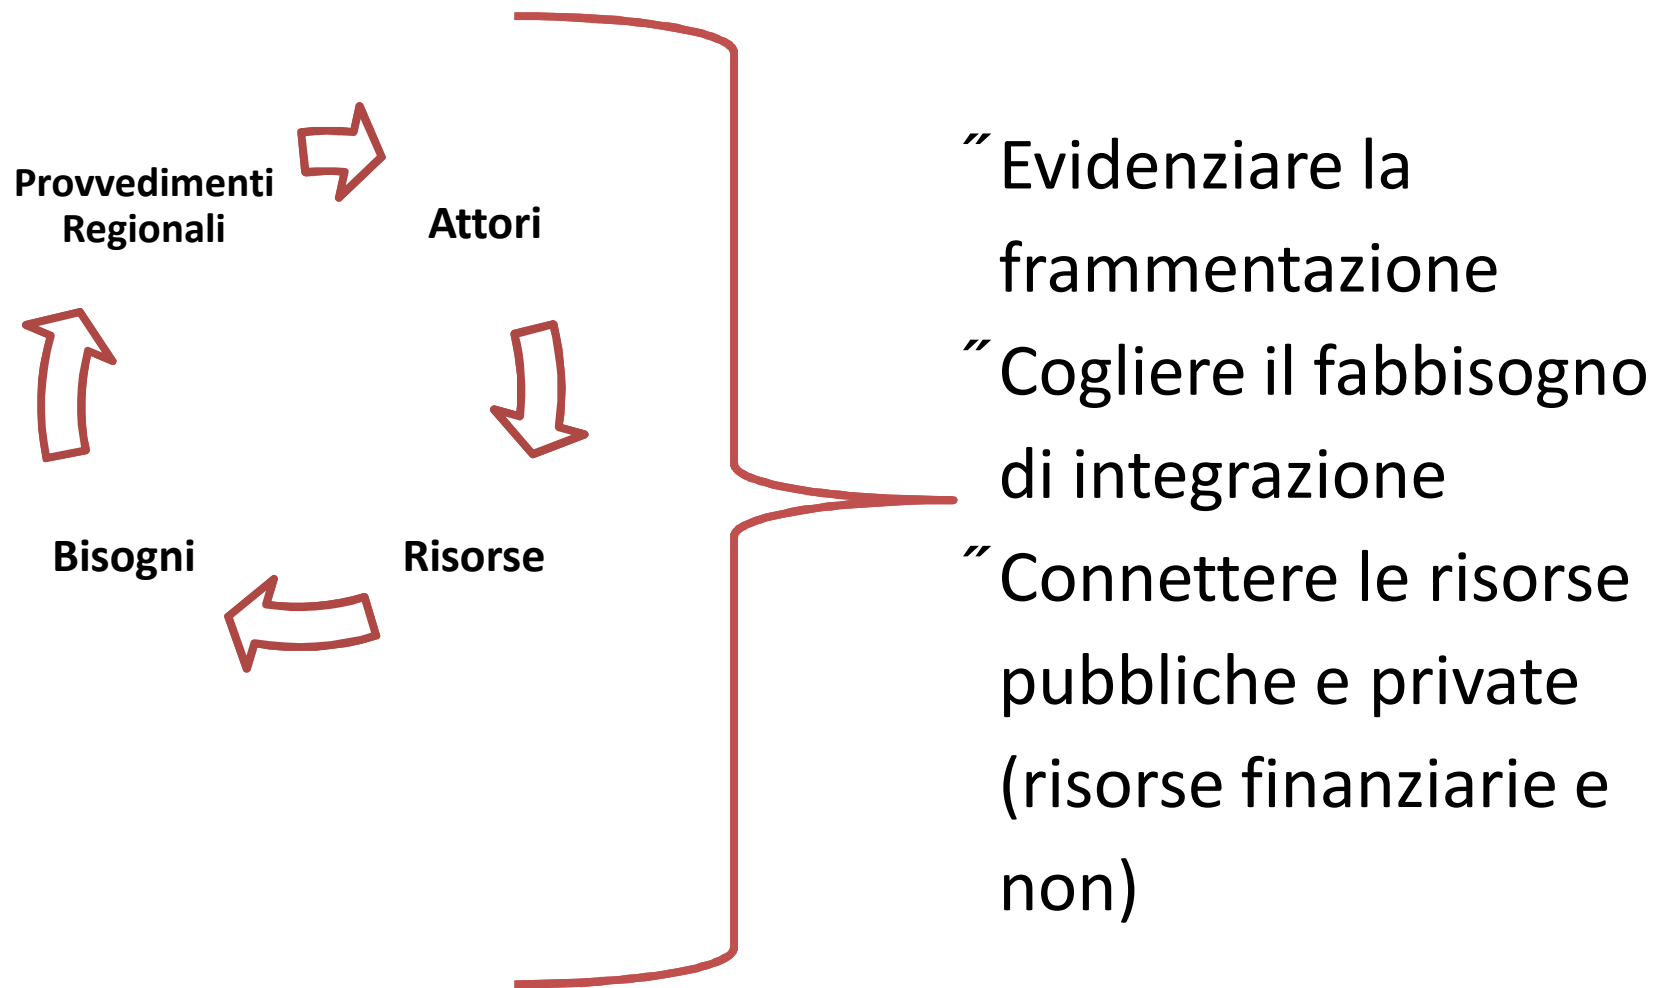 Provvedimenti
Regionali
Attori
Bisogni
Risorse
˝Evidenziare la
frammentazione
˝Cogliere il fabbisogno
di integrazione
˝Connettere le risorse
pubbliche e private
(risorse finanziarie e
non)